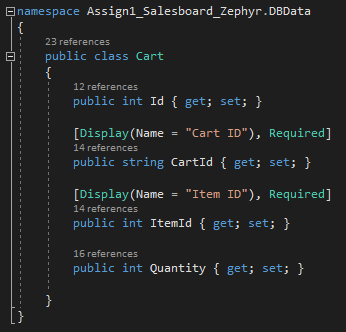 namespace Assign1_Salesboard_Zephyr.DBData
{
23 references
public class Cart
{
12 references
public int Id { get; set; }
[Display(Name = "Cart ID"), Required]
14 references
public string CartId { get; set; }
[Display(Name = "Item ID"), Required]
14 references
public int ItemId { get; set; }
16 references
public int Quantity { get; set; }
}
}